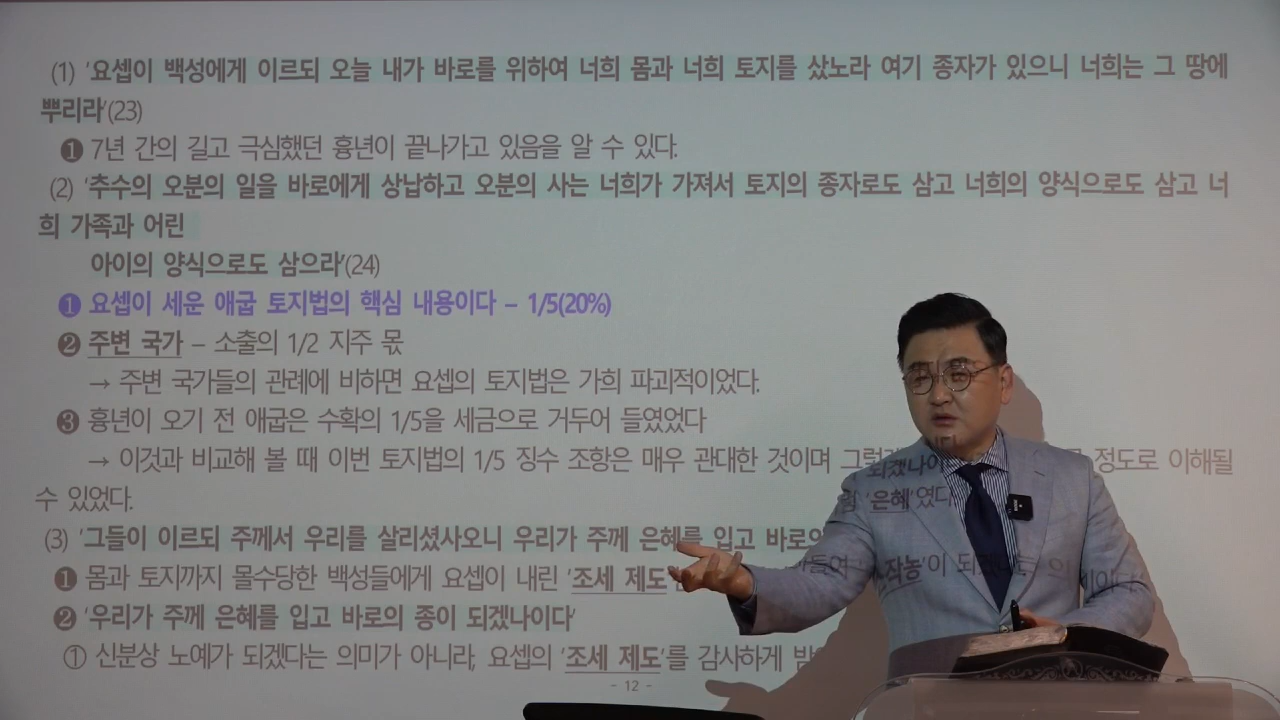 (1) '요셉이 백성에게 이르되 오늘 내가 바로를 위하여 너희 몸과 너희 토지를 샀노라 여기 종자가 있으니 너희는 그 땅에
뿌리라'(23)
❶ 7년 간의 길고 극심했던 흉년이 끝나가고 있음을 알 수 있다.
(2) '추수의 오분의 일을 바로에게 상납하고 오분의 사는 너희가 가져서 토지의 종자로도 삼고 너희의 양식으로도 삼고 너
희 가족과 어린
아이의 양식으로도 삼으라'(24)
❶ 요셉이 세운 애굽 토지법의 핵심 내용이다 – 1/5(20%)
❷ 주변 국가 – 소출의 1/2 지주 몫
→ 주변 국가들의 관례에 비하면 요셉의 토지법은 가희 파괴적이었다.
❸ 흉년이 오기 전 애굽은 수확의 1/5을 세금으로 거두어 들였었다
→ 이것과 비교해 볼 때 이번 토지법의 1/5 징수 조항은 매우 관대한 것이며 정도로 이해될
수 있었다.
(3) '그들이 이르되 주께서 우리를 살리셨사오니 우리가 주께 은혜를 입고 되겠나이
❶ 몸과 토지까지 몰수당한 백성들에게 요셉이 내린 '조세 제도' '은혜'였다
❷ '우리가 주께 은혜를 입고 바로의 종이 되겠나이다'
① 신분상 노예가 되겠다는 의미가 아니라, 요셉의 '조세 제도'를 감사하게
- 12 -